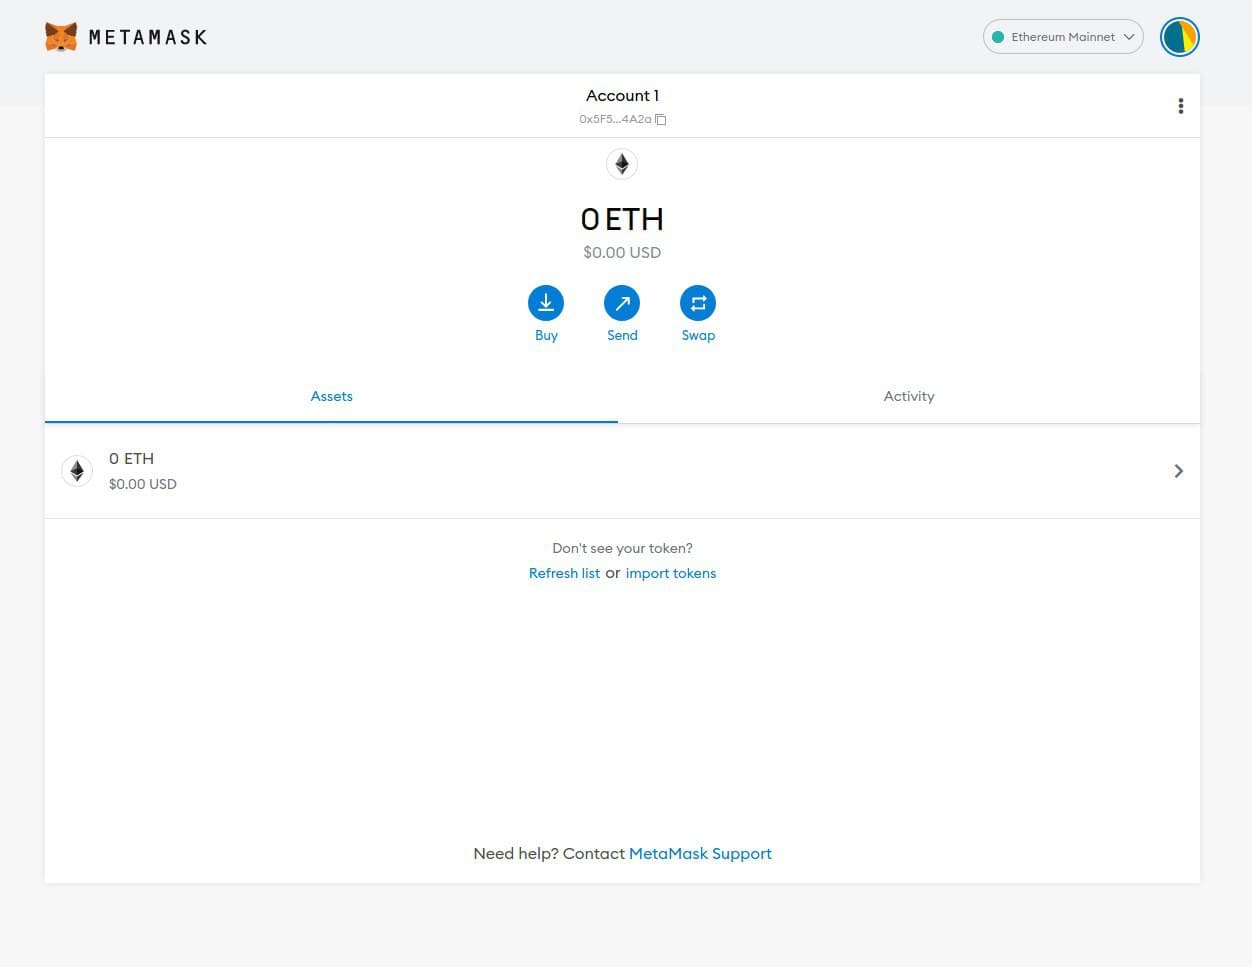 METAMASK
Ethereum Mainnet
Account 1
0x5F5...4A2a
0 ETH
$0.00 USD
Buy
Send
Swap
Assets
Activity
0 ETH
$0.00 USD
Don't see your token?
Refresh list or import tokens
Need help? Contact MetaMask Support